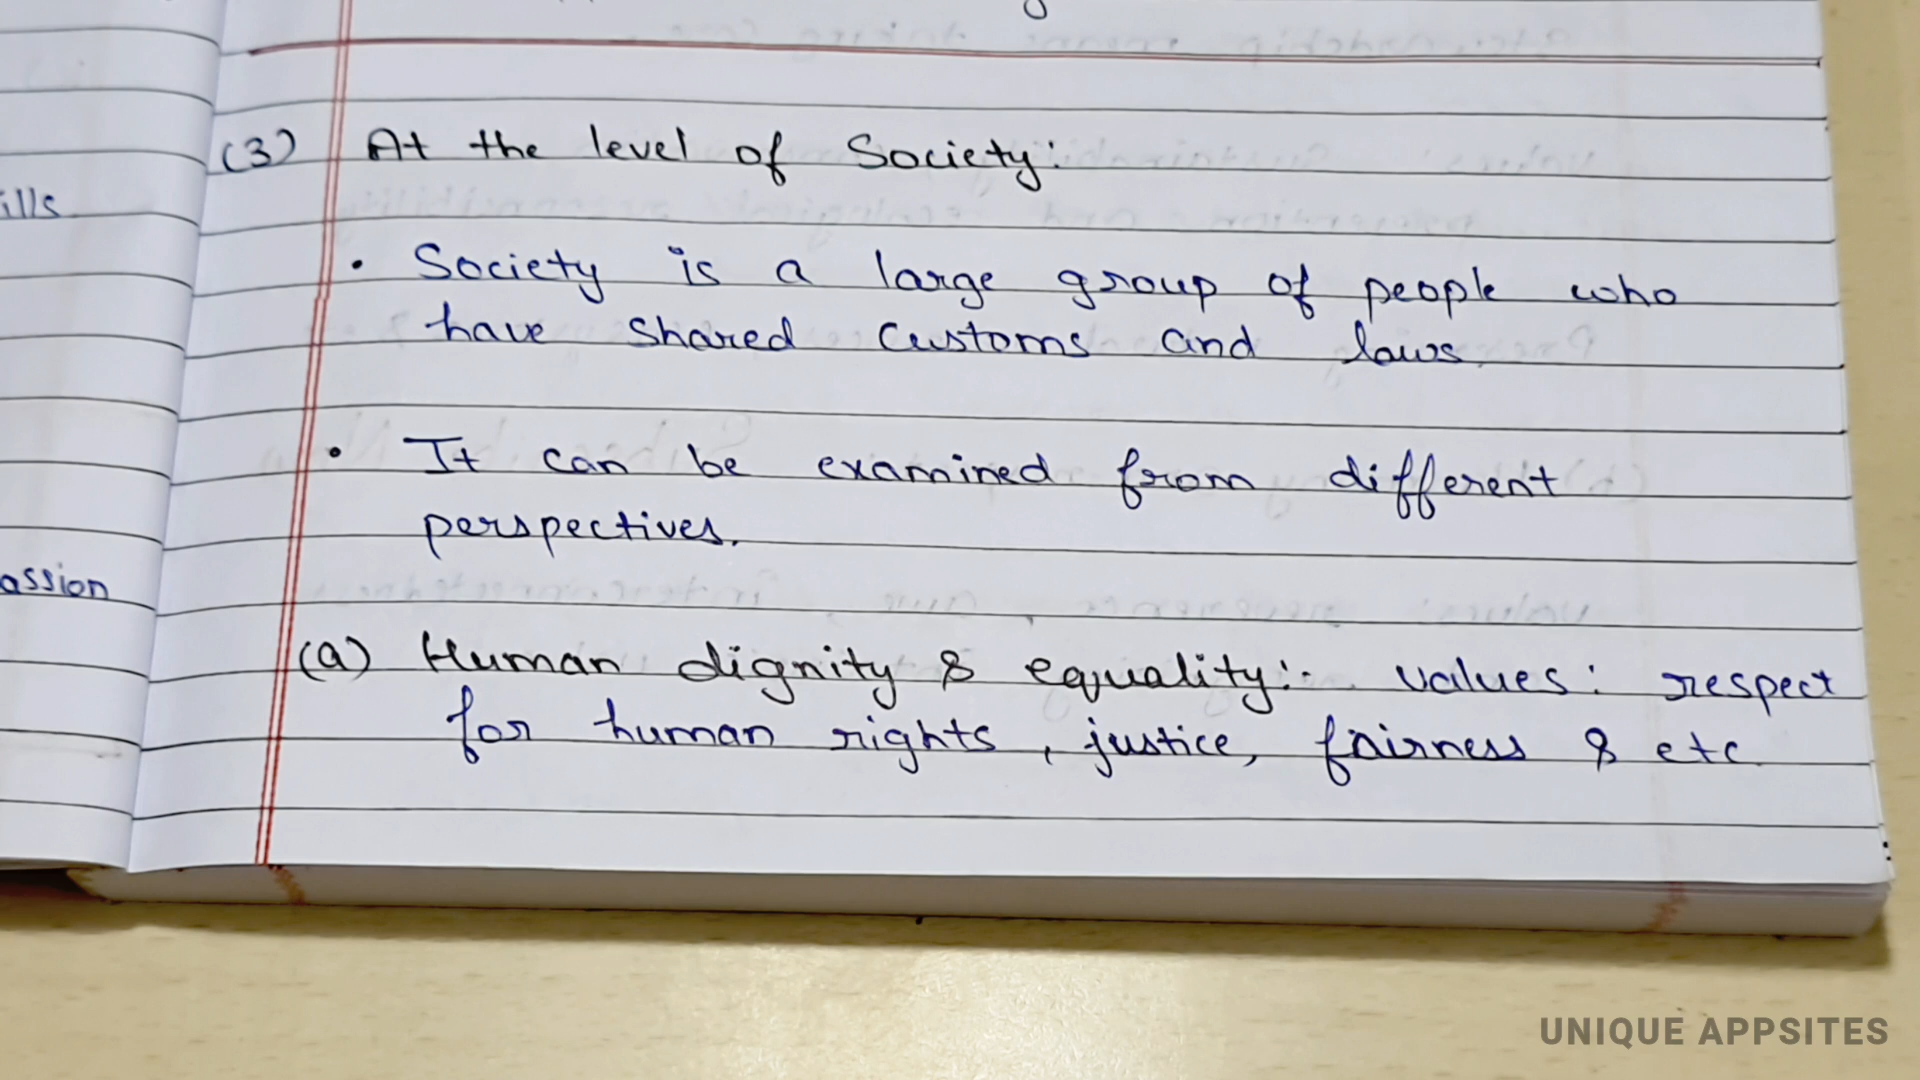 ills
assion
(3) At the level of Society:
• Society is a large group of people who
have shared Customs and laws.
• It can be examined from different
perspectives.
(a) Human dignity & equality:- values: respect
for human rights, justice, fairness & etc.
UNIQUE APPSITES